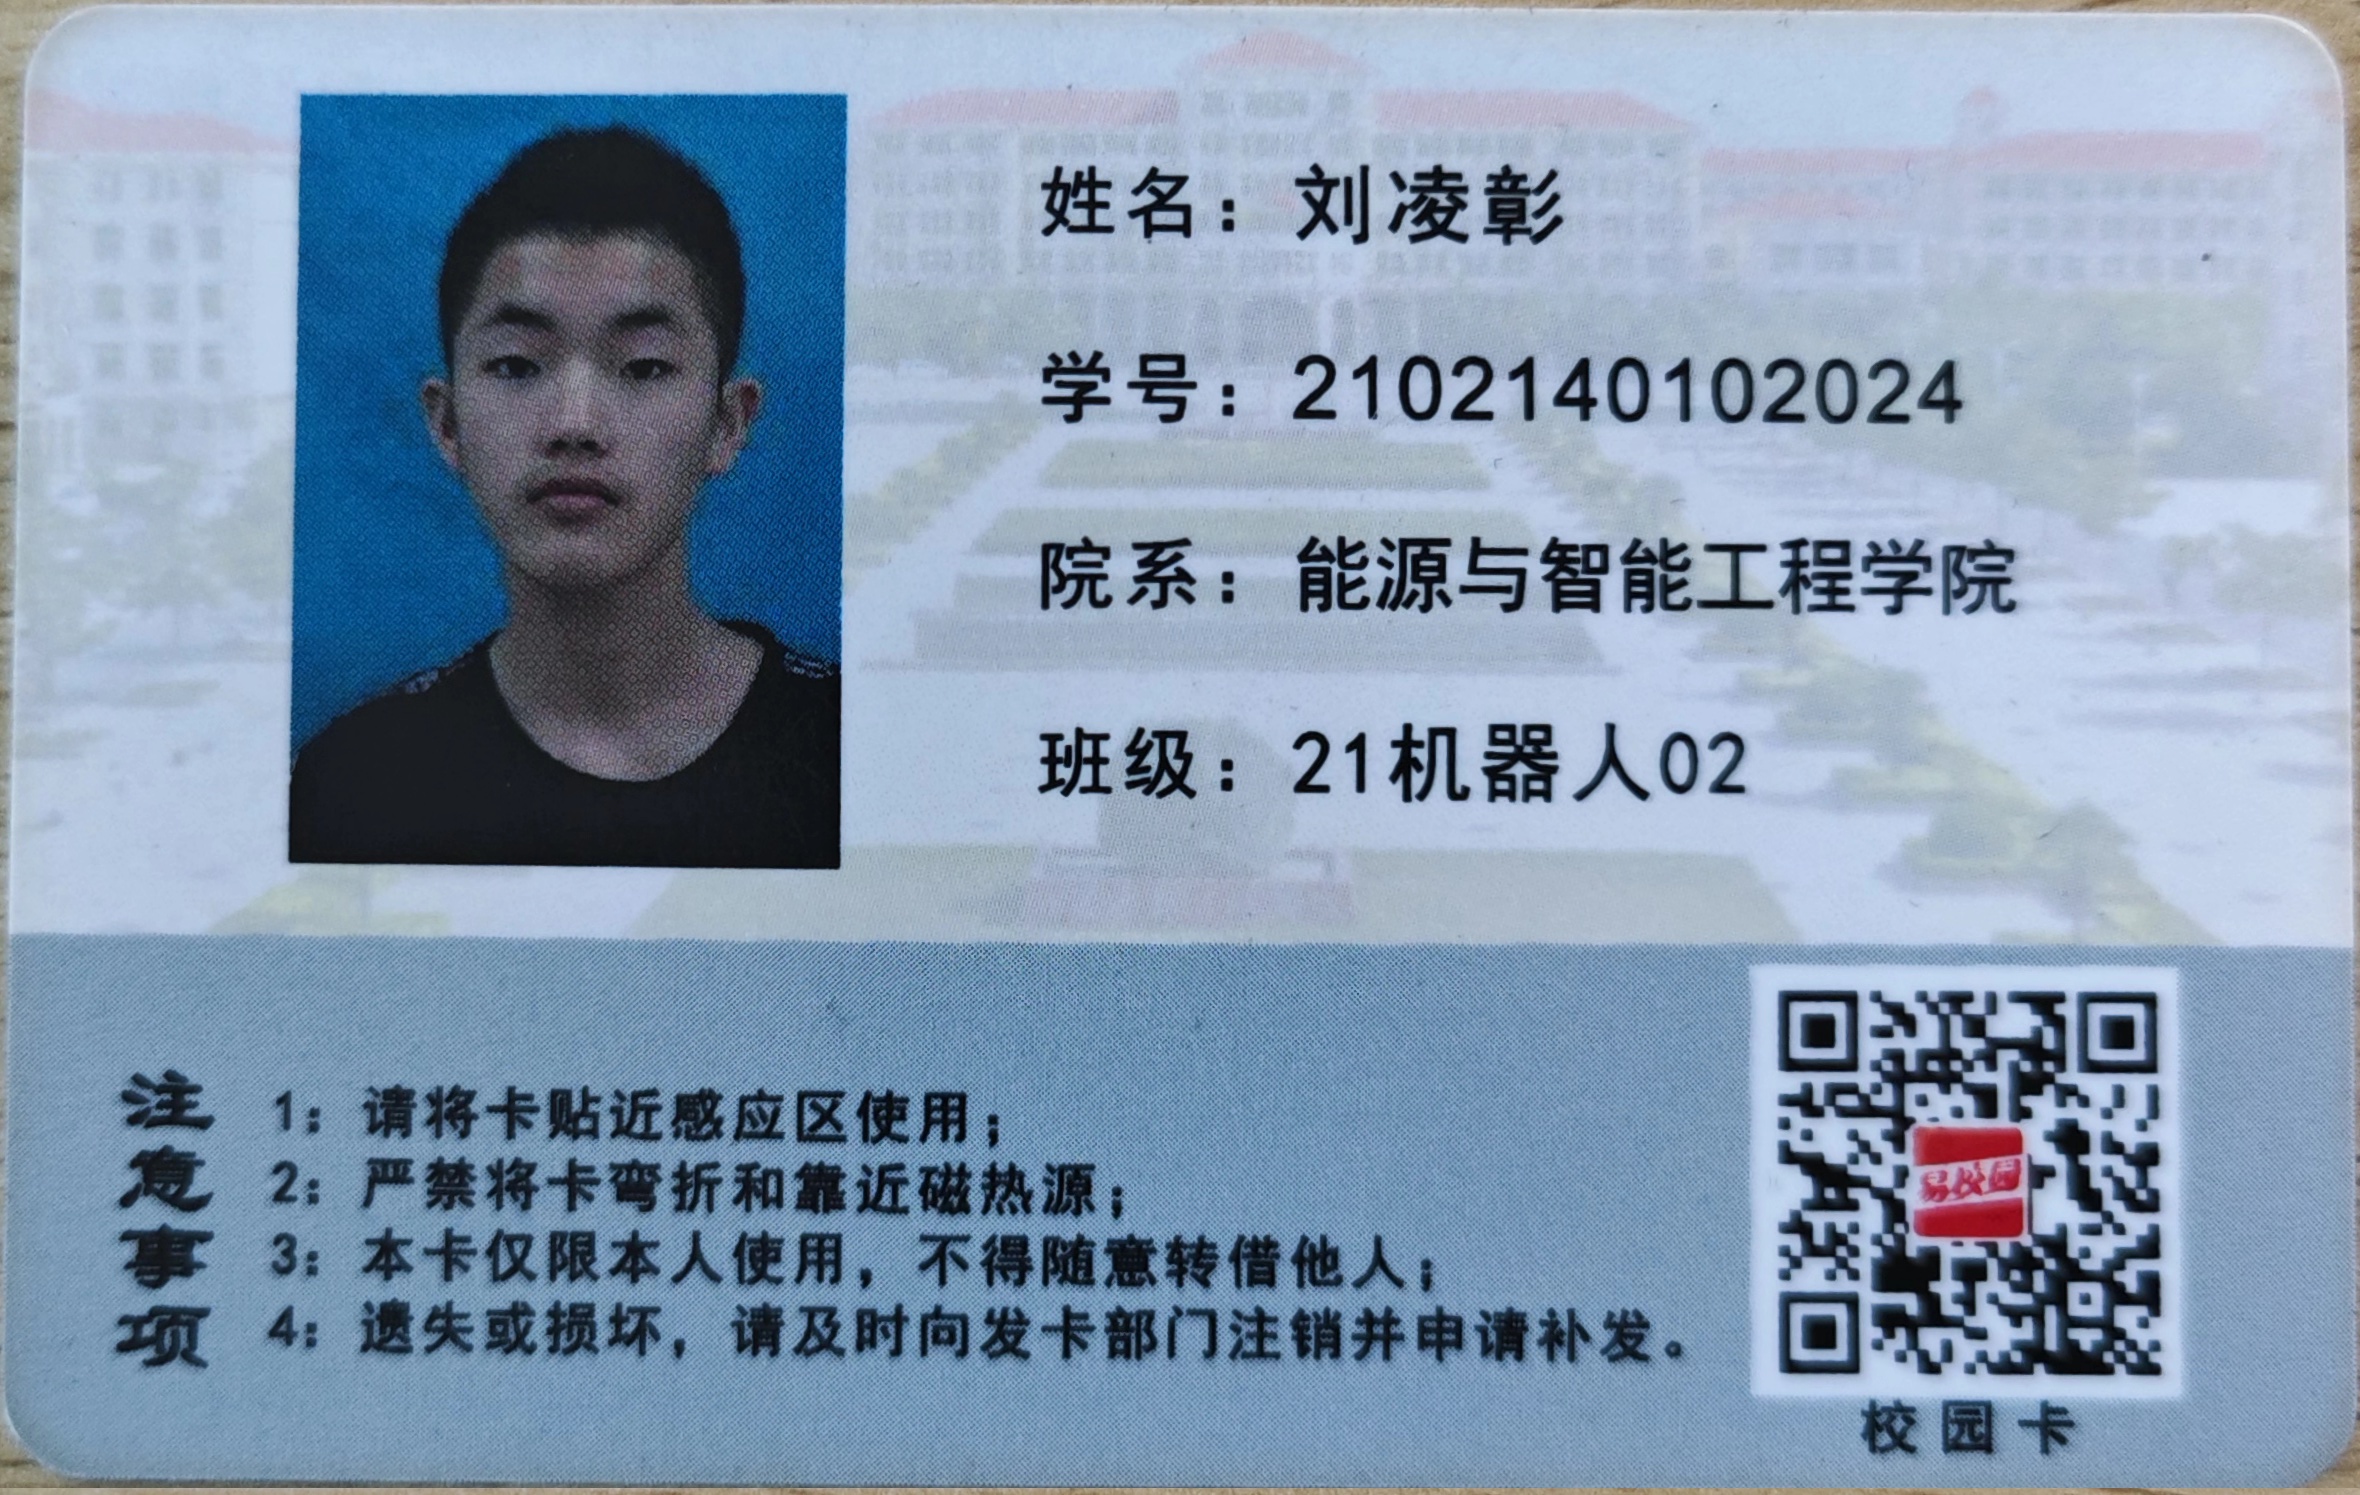 姓名：刘凌彰
学号：2102140102024
院系：能源与智能工程学院
班级：21机器人02
注意事项
1：请将卡贴近感应区使用；
2：严禁将卡弯折和靠近磁热源；
3：本卡仅限本人使用，不得随意转借他人；
4：遗失或损坏，请及时向发卡部门注销并申请补发。
易校园
校园卡